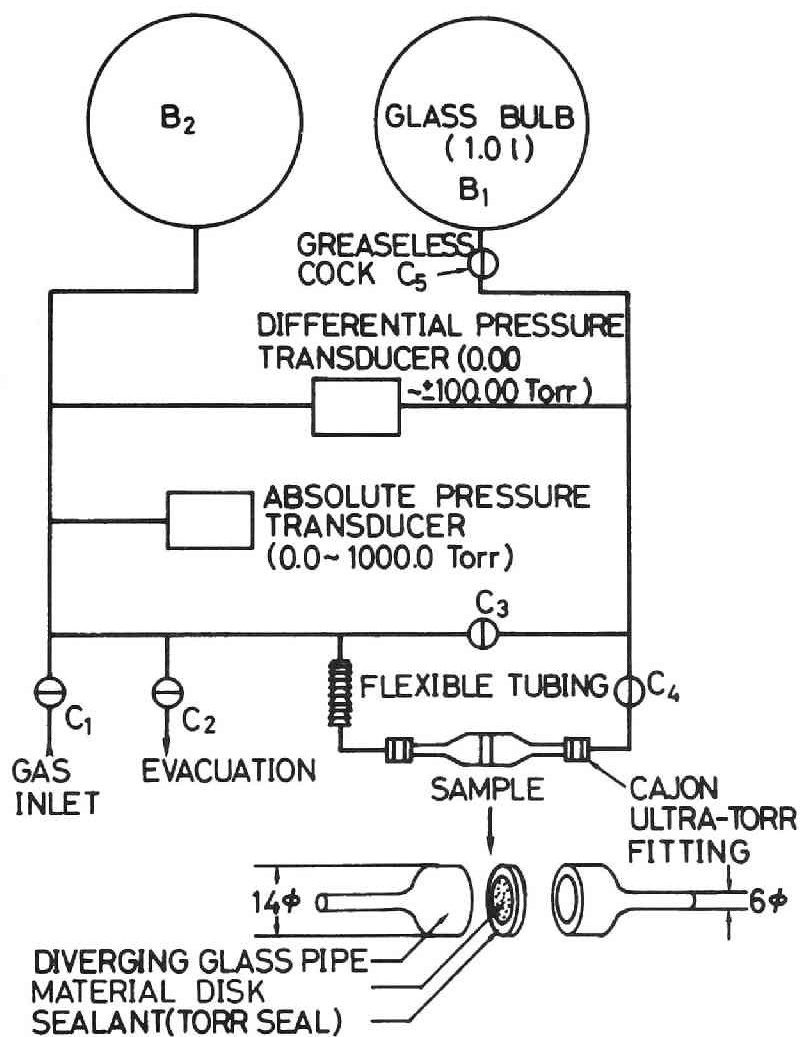 B₂
GLASS BULB
(1.0 l)
B₁
GREASELESS
COCK C₅
DIFFERENTIAL PRESSURE
TRANSDUCER (0.00
~±100.00 Torr)
ABSOLUTE PRESSURE
TRANSDUCER
(0.0~1000.0 Torr)
C₃
FLEXIBLE TUBING
C₄
C₁
C₂
GAS
INLET
EVACUATION
SAMPLE
CAJON
ULTRA-TORR
FITTING
14φ
6φ
DIVERGING GLASS PIPE
MATERIAL DISK
SEALANT(TORR SEAL)